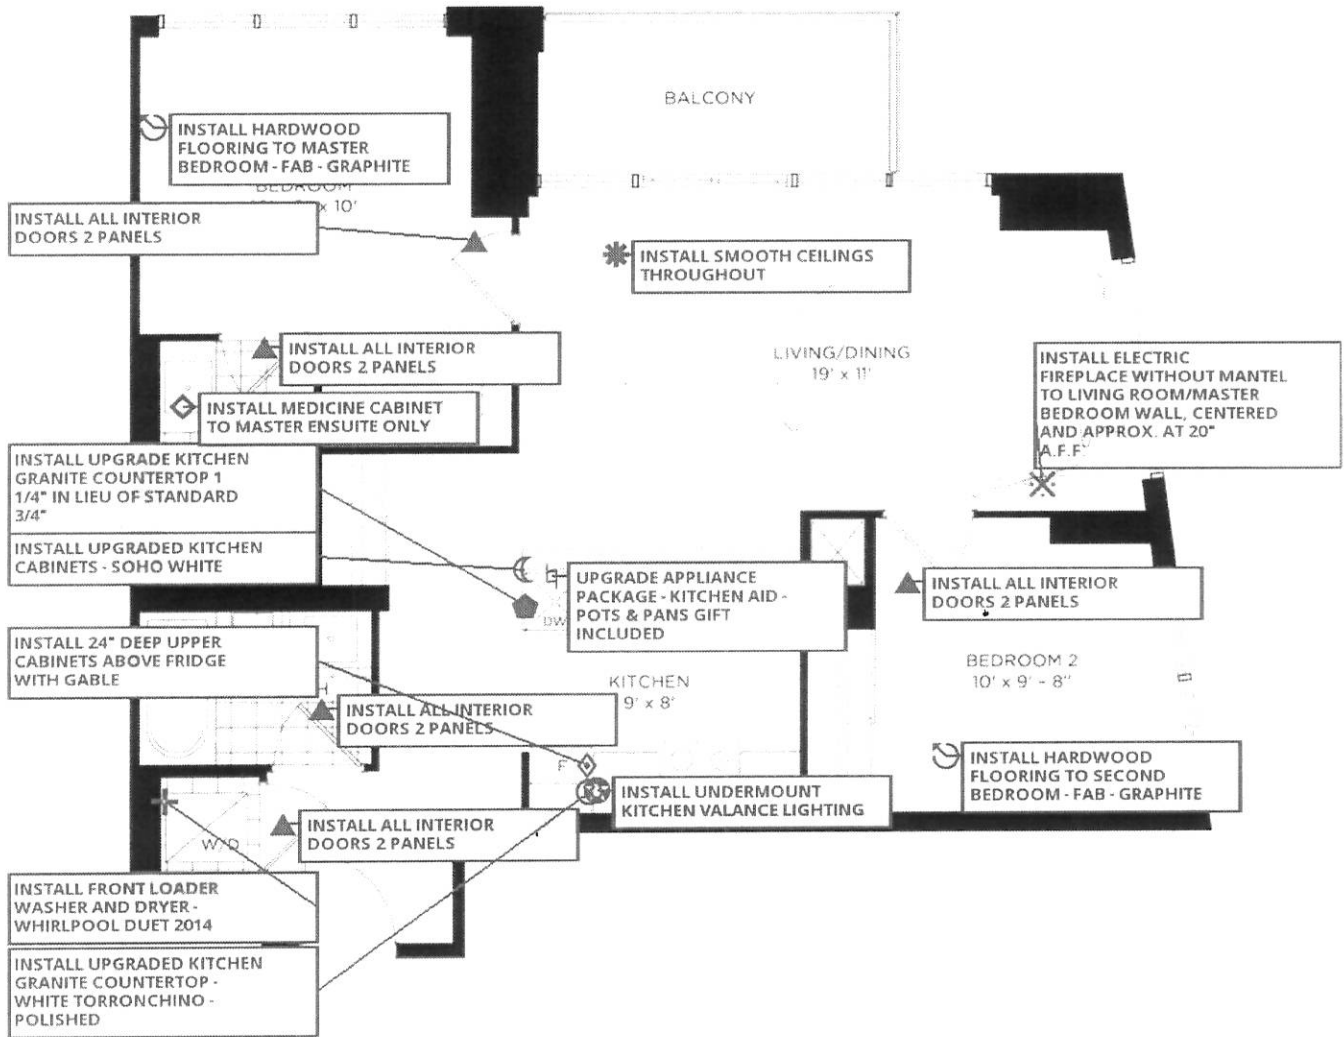 BALCONY
INSTALL HARDWOOD
FLOORING TO MASTER
BEDROOM - FAB - GRAPHITE
BEDROOM
x 10'
INSTALL ALL INTERIOR
DOORS 2 PANELS
INSTALL SMOOTH CEILINGS
THROUGHOUT
INSTALL ALL INTERIOR
DOORS 2 PANELS
LIVING/DINING
19' x 11'
INSTALL ELECTRIC
FIREPLACE WITHOUT MANTEL
TO LIVING ROOM/MASTER
BEDROOM WALL, CENTERED
AND APPROX. AT 20"
A.F.F.
INSTALL MEDICINE CABINET
TO MASTER ENSUITE ONLY
INSTALL UPGRADE KITCHEN
GRANITE COUNTERTOP 1
1/4" IN LIEU OF STANDARD
3/4"
INSTALL UPGRADED KITCHEN
CABINETS - SOHO WHITE
UPGRADE APPLIANCE
PACKAGE - KITCHEN AID -
POTS & PANS GIFT
INCLUDED
DW
INSTALL ALL INTERIOR
DOORS 2 PANELS
INSTALL 24" DEEP UPPER
CABINETS ABOVE FRIDGE
WITH GABLE
BEDROOM 2
10' x 9' - 8"
KITCHEN
9' x 8'
INSTALL ALL INTERIOR
DOORS 2 PANELS
F
INSTALL HARDWOOD
FLOORING TO SECOND
BEDROOM - FAB - GRAPHITE
INSTALL UNDERMOUNT
KITCHEN VALANCE LIGHTING
INSTALL ALL INTERIOR
DOORS 2 PANELS
W/D
INSTALL FRONT LOADER
WASHER AND DRYER -
WHIRLPOOL DUET 2014
INSTALL UPGRADED KITCHEN
GRANITE COUNTERTOP -
WHITE TORRONCHINO -
POLISHED